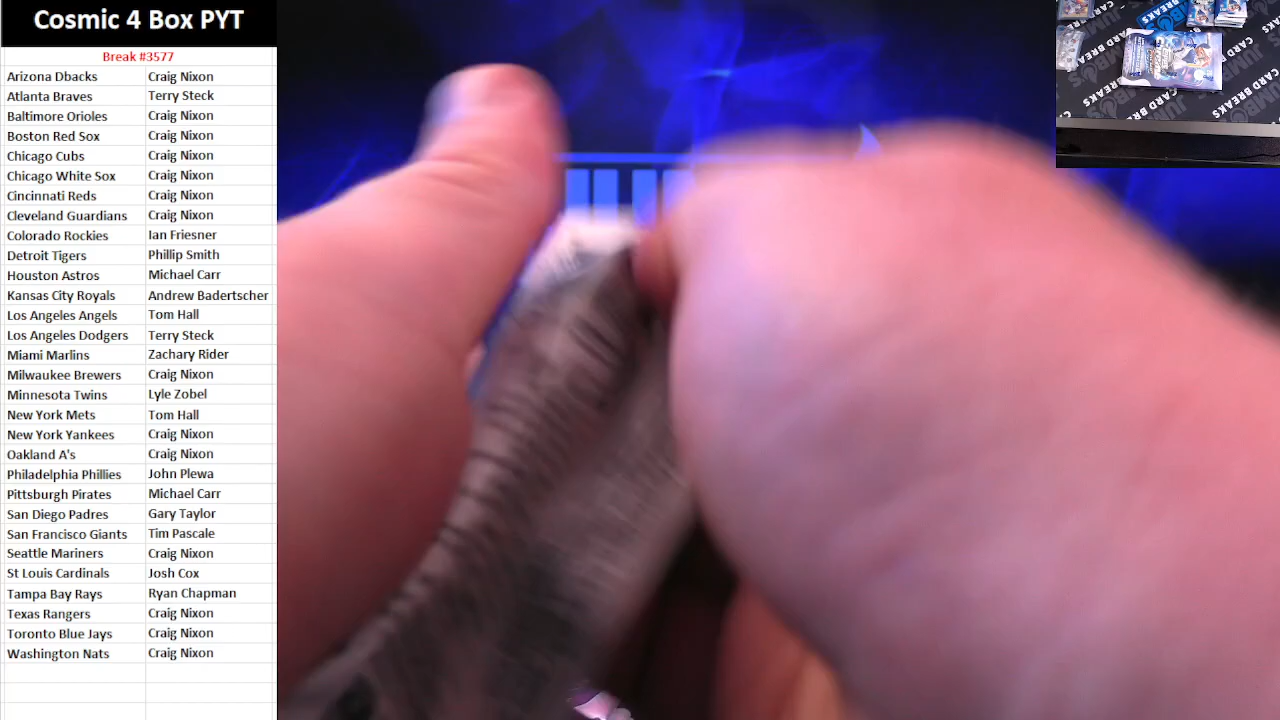 Cosmic 4 Box PYT
Break #3577
Arizona Dbacks Craig Nixon
Atlanta Braves Terry Steck
Baltimore Orioles Craig Nixon
Boston Red Sox Craig Nixon
Chicago Cubs Craig Nixon
Chicago White Sox Craig Nixon
Cincinnati Reds Craig Nixon
Cleveland Guardians Craig Nixon
Colorado Rockies Ian Friesner
Detroit Tigers Phillip Smith
Houston Astros Michael Carr
Kansas City Royals Andrew Badertscher
Los Angeles Angels Tom Hall
Los Angeles Dodgers Terry Steck
Miami Marlins Zachary Rider
Milwaukee Brewers Craig Nixon
Minnesota Twins Lyle Zobel
New York Mets Tom Hall
New York Yankees Craig Nixon
Oakland A's Craig Nixon
Philadelphia Phillies John Plewa
Pittsburgh Pirates Michael Carr
San Diego Padres Gary Taylor
San Francisco Giants Tim Pascale
Seattle Mariners Craig Nixon
St Louis Cardinals Josh Cox
Tampa Bay Rays Ryan Chapman
Texas Rangers Craig Nixon
Toronto Blue Jays Craig Nixon
Washington Nats Craig Nixon
CARD BREAKS
CARD BREAKS